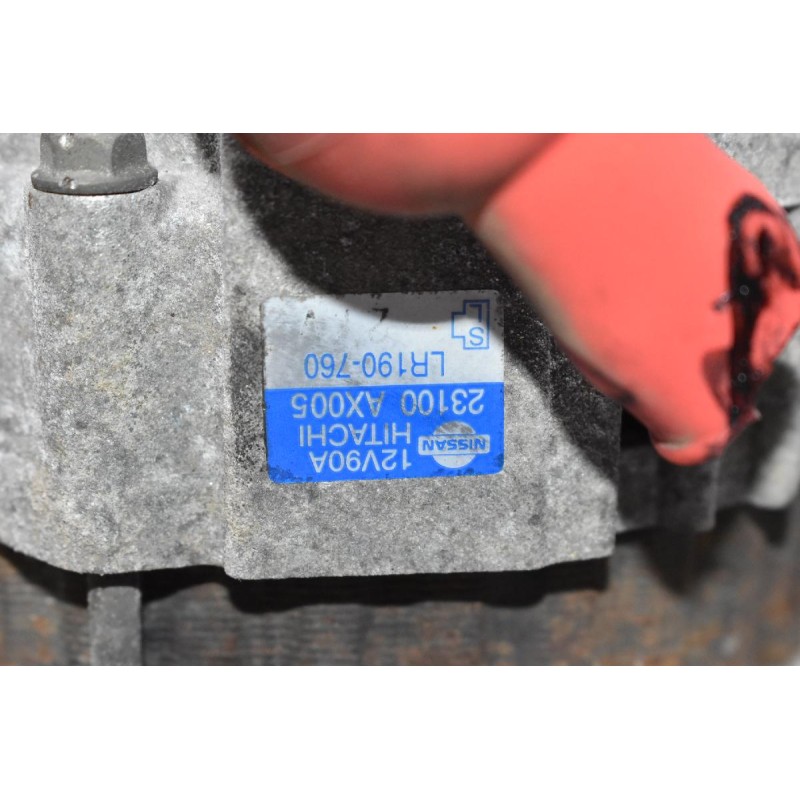 12V90A
NISSAN HITACHI
23100 AX005
LR190-760
L S